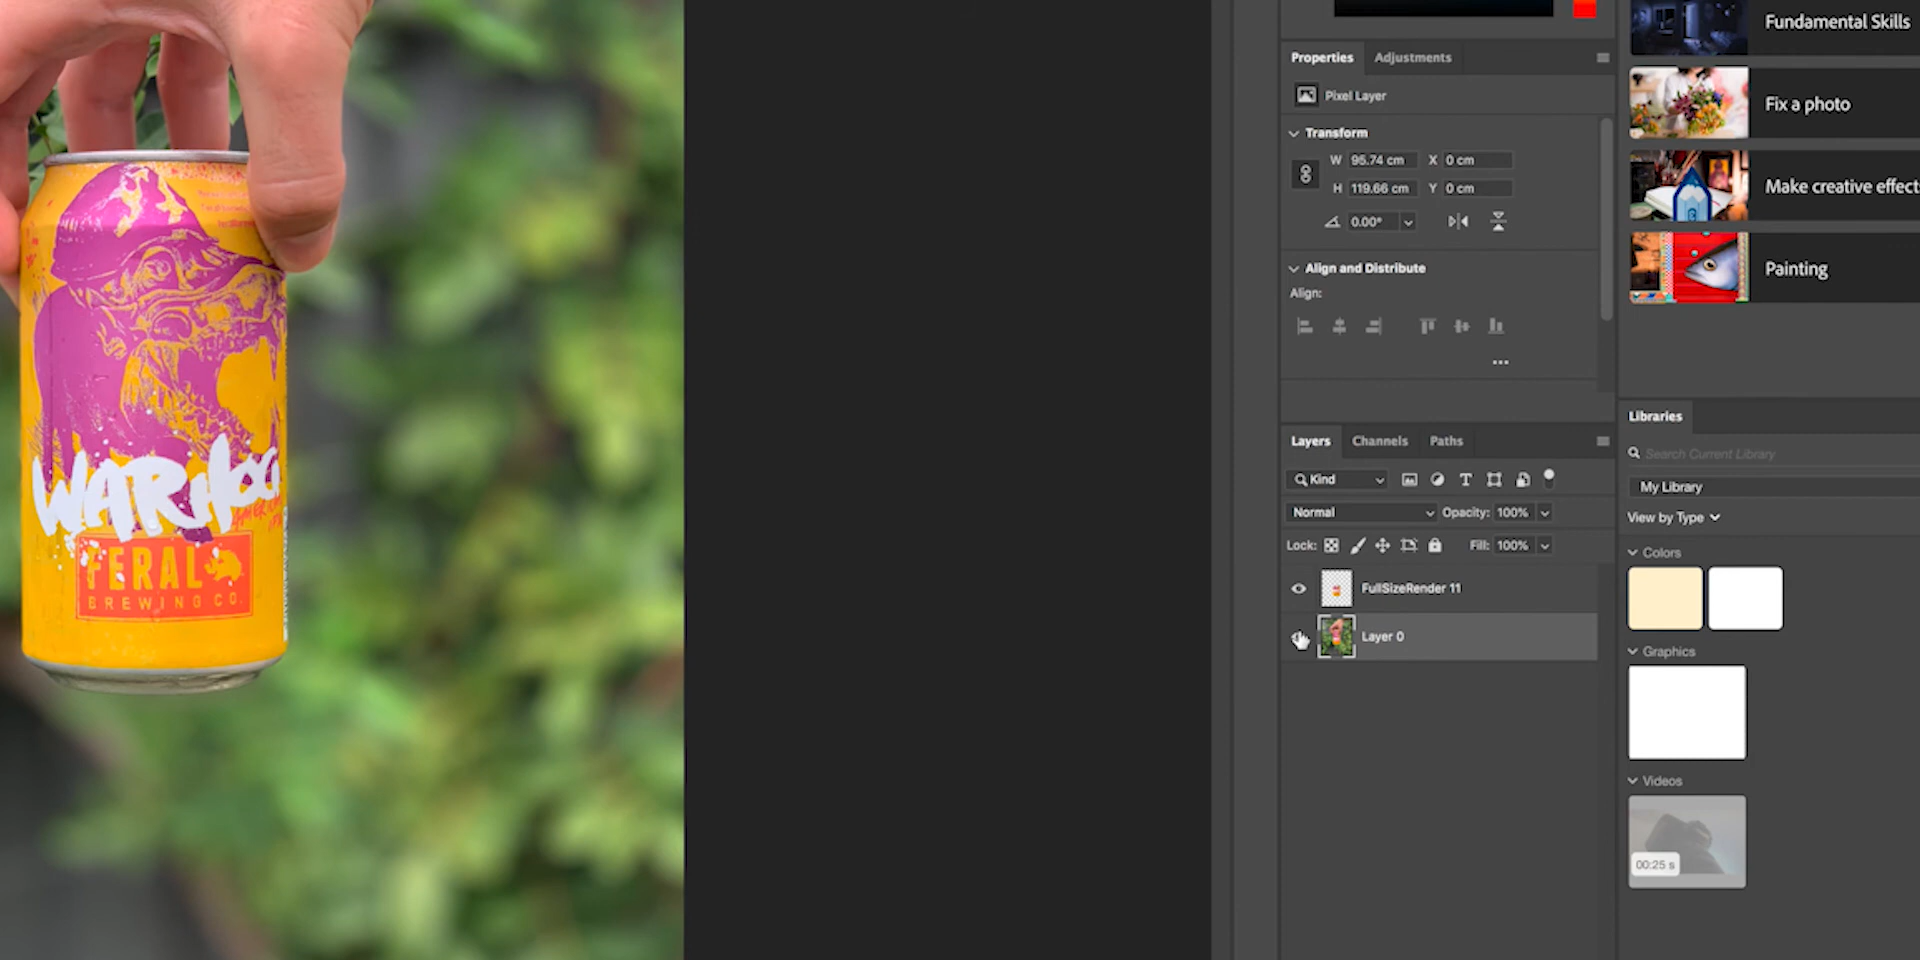 WARHOG
FERAL
BREWING CO.
Properties
Adjustments
Pixel Layer
Transform
W 95.74 cm X 0 cm
H 119.66 cm Y 0 cm
0.00°
Align and Distribute
Align:
Layers
Channels
Paths
Kind
Normal
Opacity: 100%
Lock:
Fill: 100%
FullSizeRender 11
Layer 0
Fundamental Skills
Fix a photo
Make creative effects
Painting
Libraries
Search Current Library
My Library
View by Type
Colors
Graphics
Videos
00:25 s